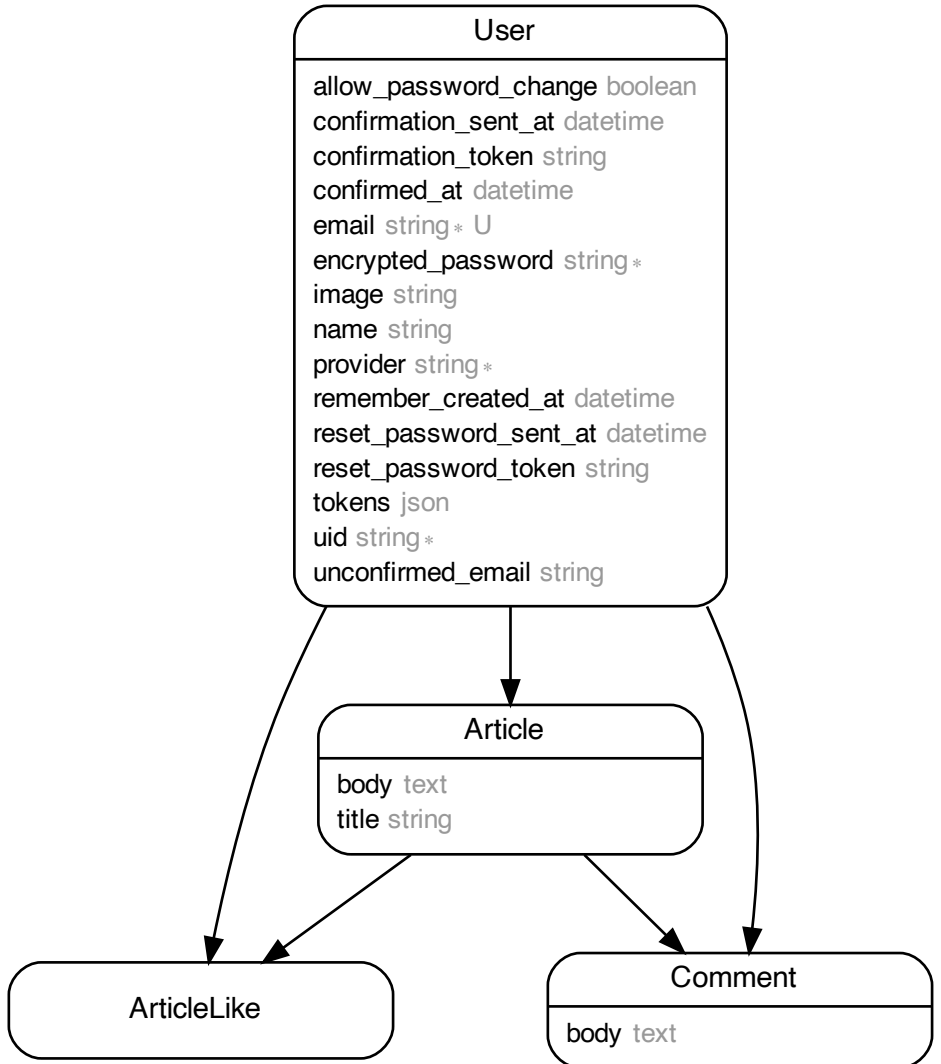 User
allow_password_change boolean
confirmation_sent_at datetime
confirmation_token string
confirmed_at datetime
email string∗ U
encrypted_password string∗
image string
name string
provider string∗
remember_created_at datetime
reset_password_sent_at datetime
reset_password_token string
tokens json
uid string∗
unconfirmed_email string
Article
body text
title string
ArticleLike
Comment
body text